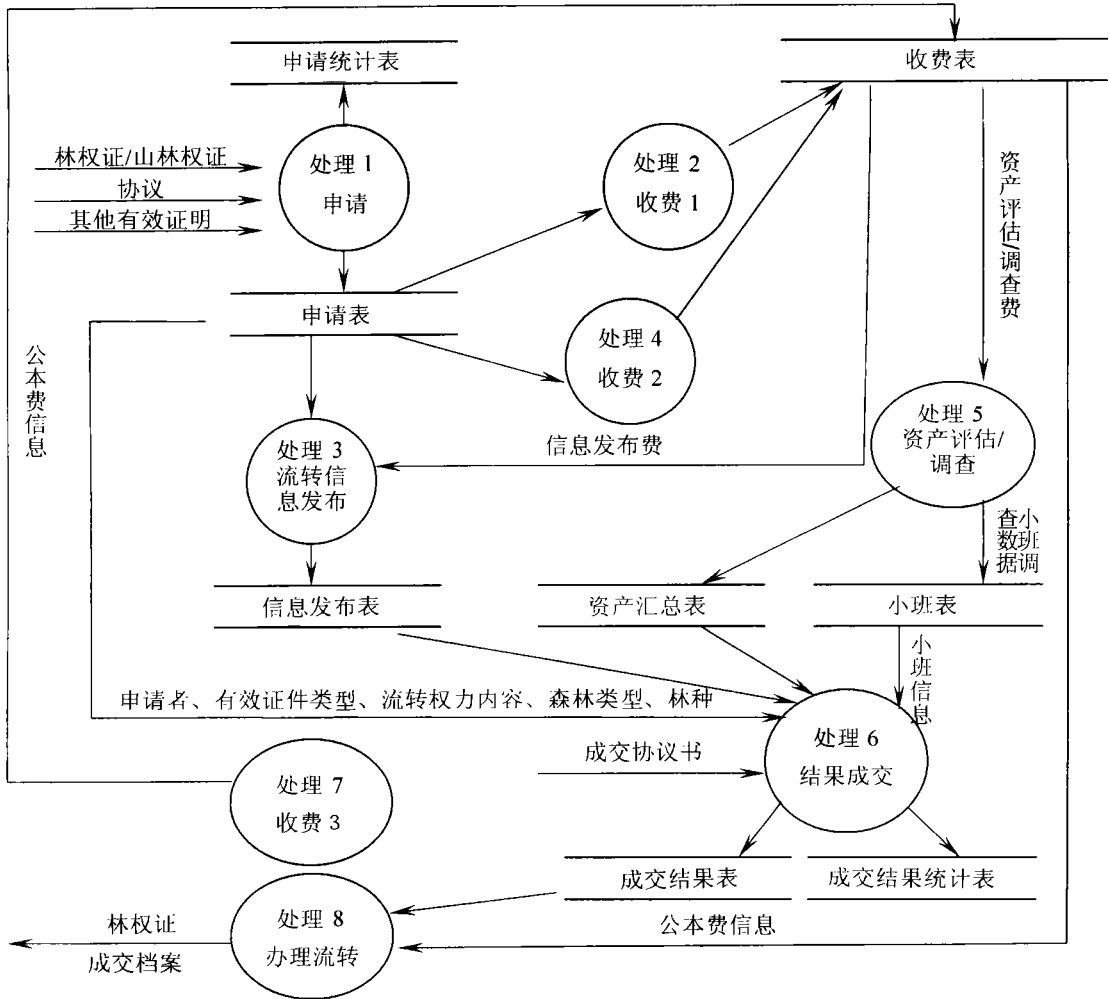 申请统计表
收费表
林权证/山林权证
协议
其他有效证明
处理 1
申请
处理 2
收费 1
资产评估/调查费
申请表
处理 4
收费 2
公本费信息
处理 3
流转信
息发布
信息发布费
处理 5
资产评估/
调查
小班调
查数据
信息发布表
资产汇总表
小班表
小班信息
申请者、有效证件类型、流转权力内容、森林类型、林种
处理 6
结果成交
成交协议书
处理 7
收费 3
成交结果表
成交结果统计表
处理 8
办理流转
公本费信息
林权证
成交档案